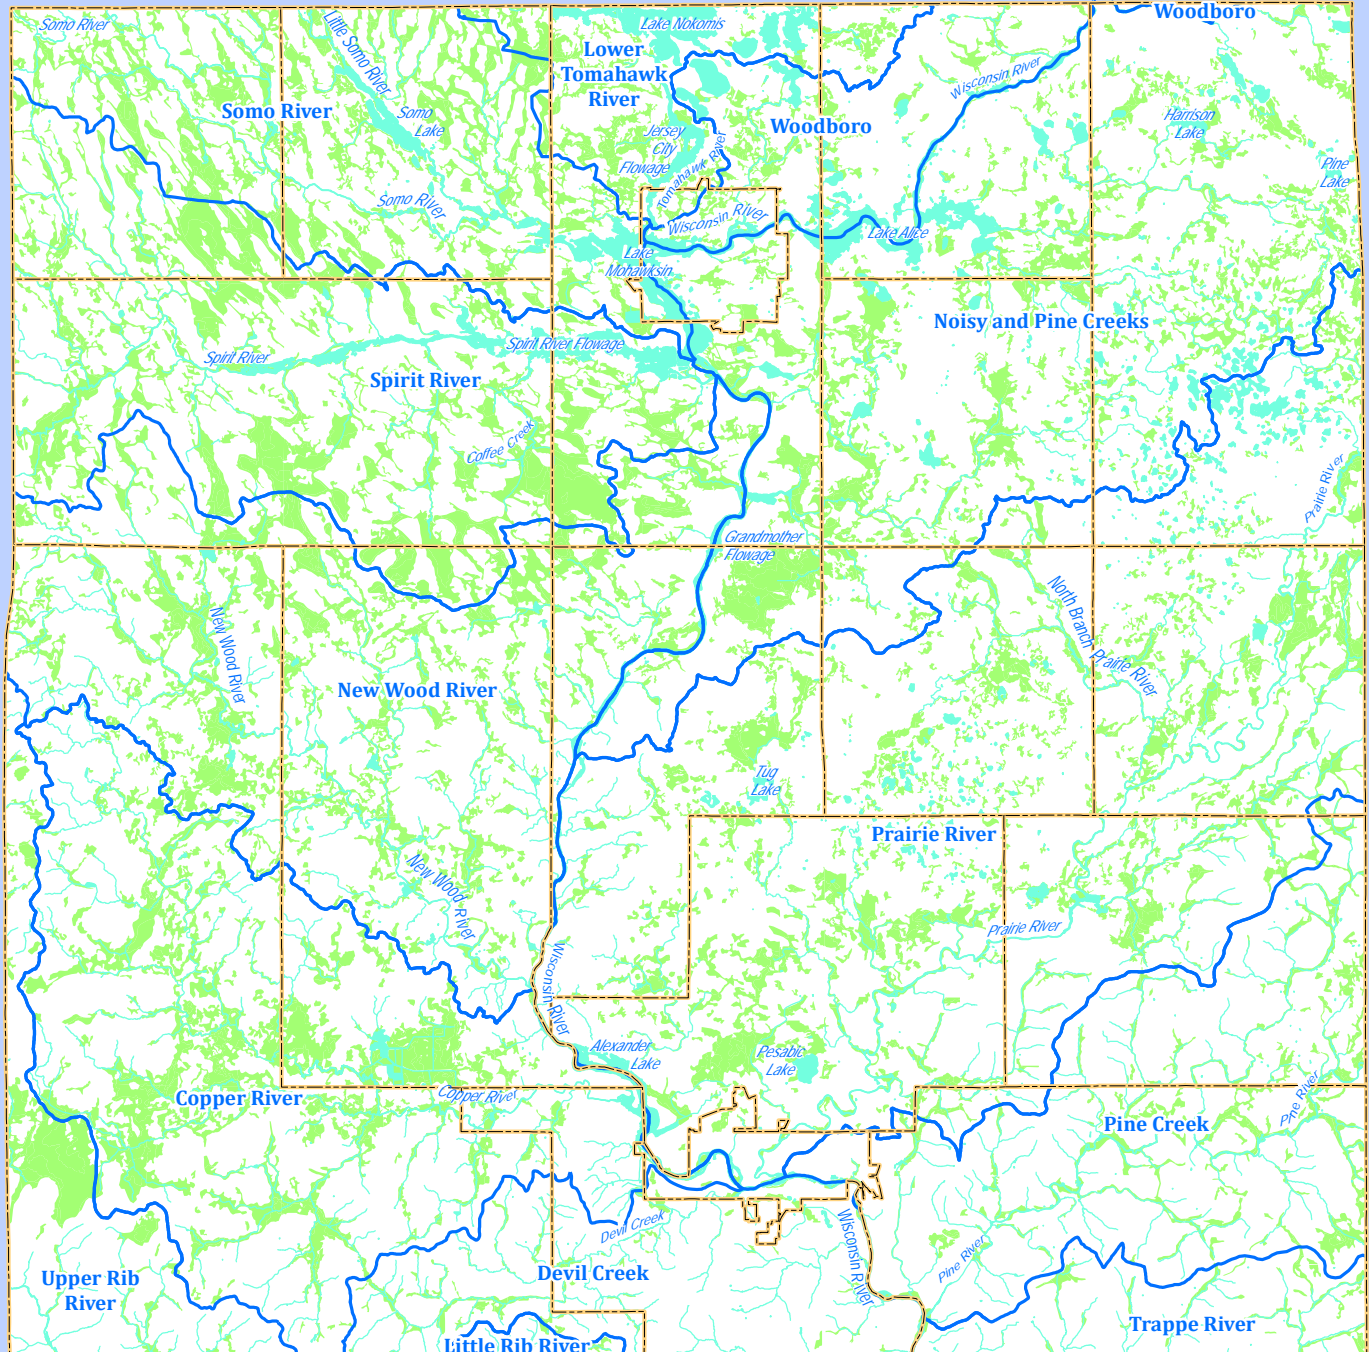 Woodboro
Somo River
Little Somo River
Lake Nokomis
Lower
Tomahawk
River
Wisconsin River
Somo River
Somo
Lake
Woodboro
Harrison
Lake
Jersey
City
Flowage
Tomahawk River
Pine
Lake
Somo River
Wisconsin River
Lake Alice
Lake
Mohawksin
Noisy and Pine Creeks
Spirit River
Spirit River Flowage
Spirit River
Coffee Creek
Prairie River
Grandmother
Flowage
New Wood River
North Branch Prairie River
New Wood River
Tug
Lake
Prairie River
New Wood River
Prairie River
Wisconsin River
Alexander
Lake
Pesabic
Lake
Copper River
Copper River
Pine River
Pine Creek
Devil Creek
Wisconsin River
Pine River
Upper Rib
River
Devil Creek
Trappe River
Little Rib River